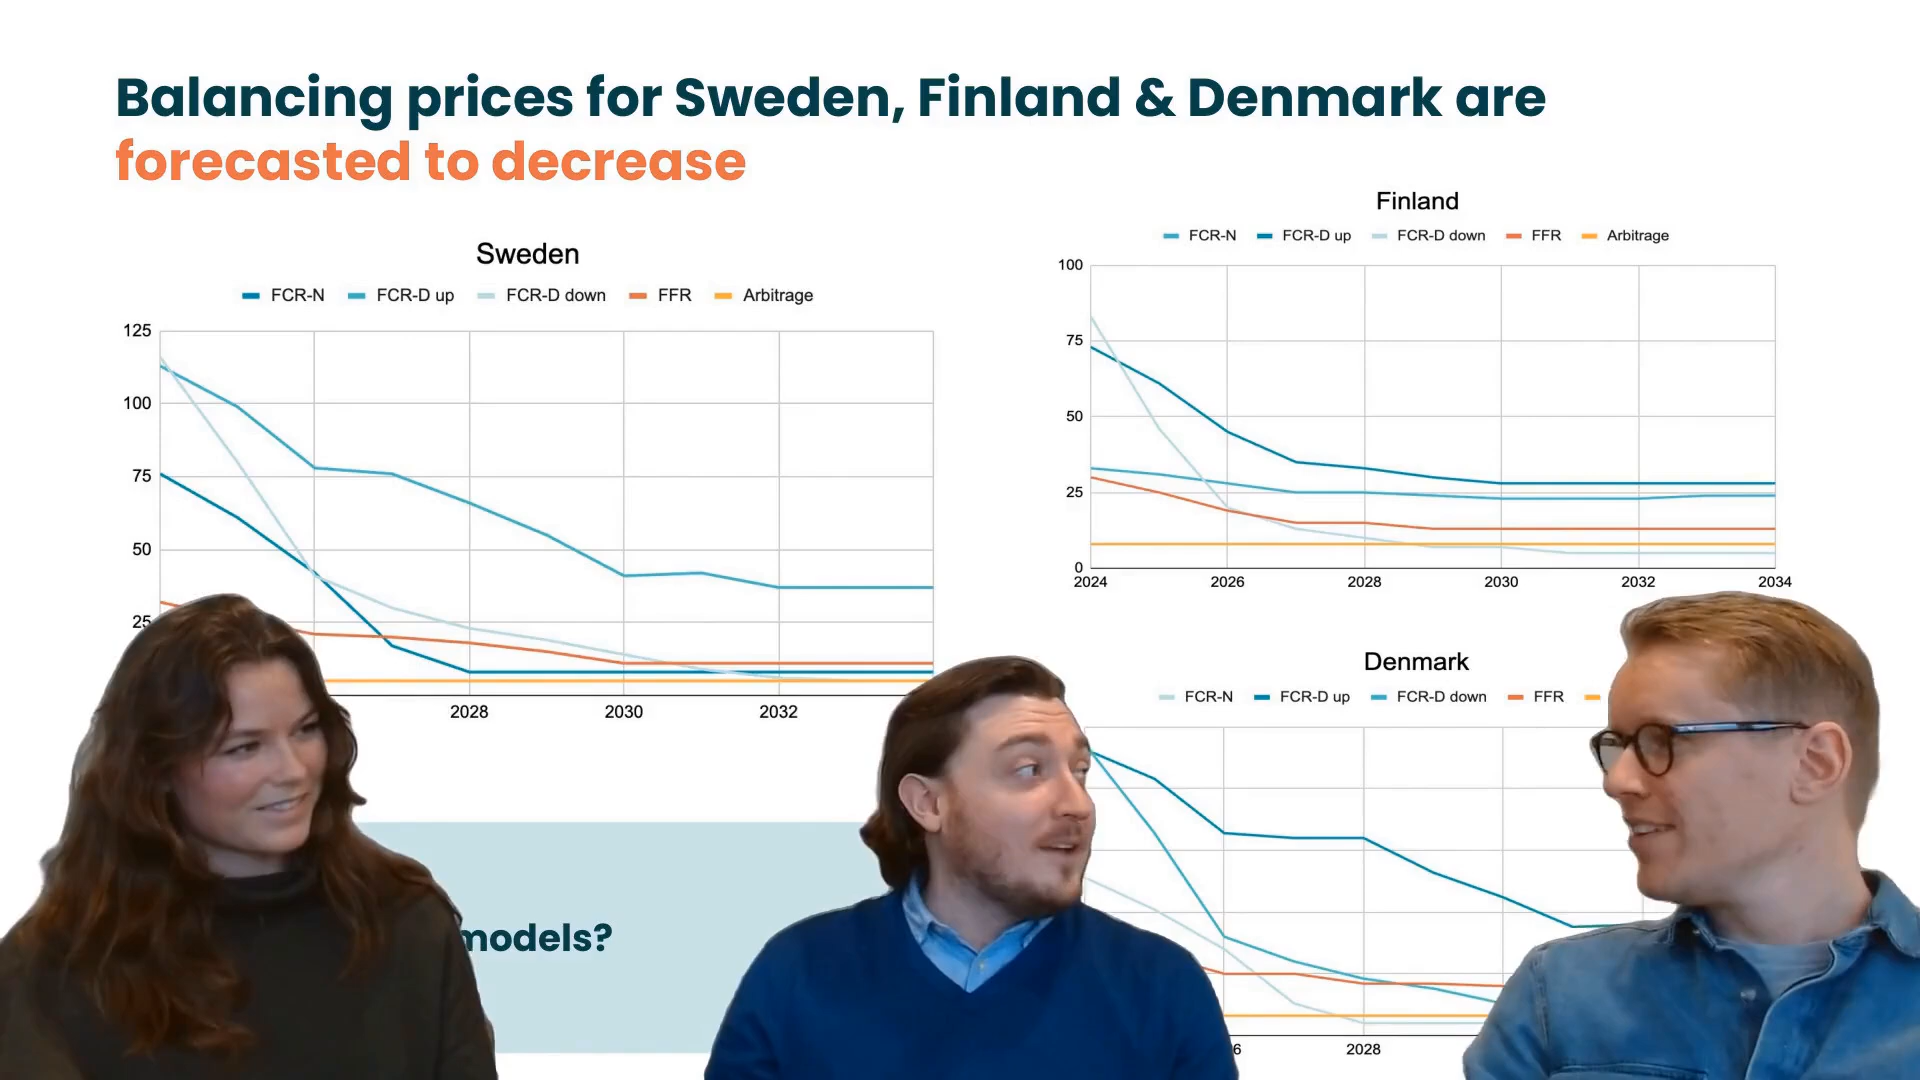 Balancing prices for Sweden, Finland & Denmark are
forecasted to decrease
Sweden
FCR-N FCR-D up FCR-D down FFR Arbitrage
125
100
75
50
25
2028 2030 2032
Finland
FCR-N FCR-D up FCR-D down FFR Arbitrage
100
75
50
25
0
2024 2026 2028 2030 2032 2034
Denmark
FCR-N FCR-D up FCR-D down FFR
2028
models?